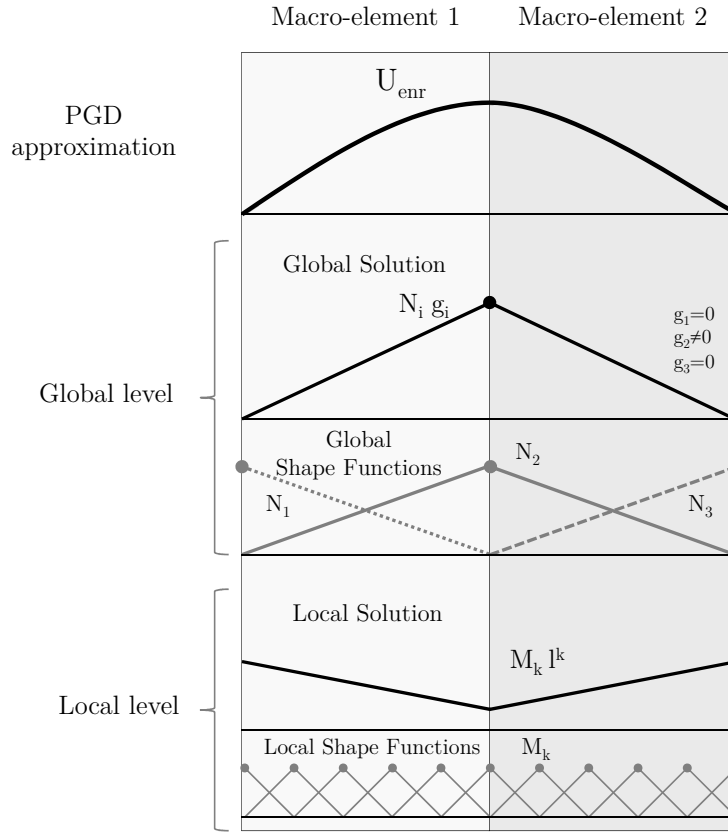 Macro-element 1
Macro-element 2
U_enr
PGD
approximation
Global Solution
N_i g_i
g_1=0
g_2≠0
g_3=0
Global level
Global
Shape Functions
N_2
N_1
N_3
Local Solution
M_k l^k
Local level
Local Shape Functions
M_k